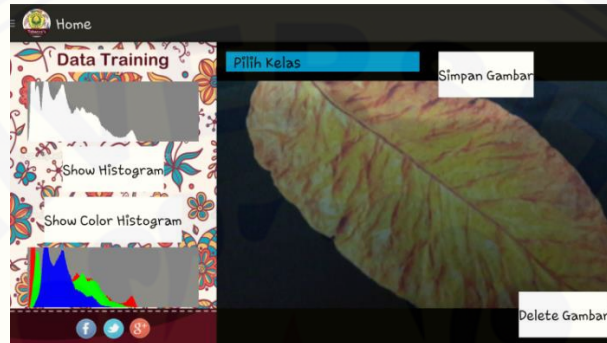 Home
Data Training
Pilih Kelas
Simpan Gambar
Show Histogram
Show Color Histogram
Delete Gambar
f
g+